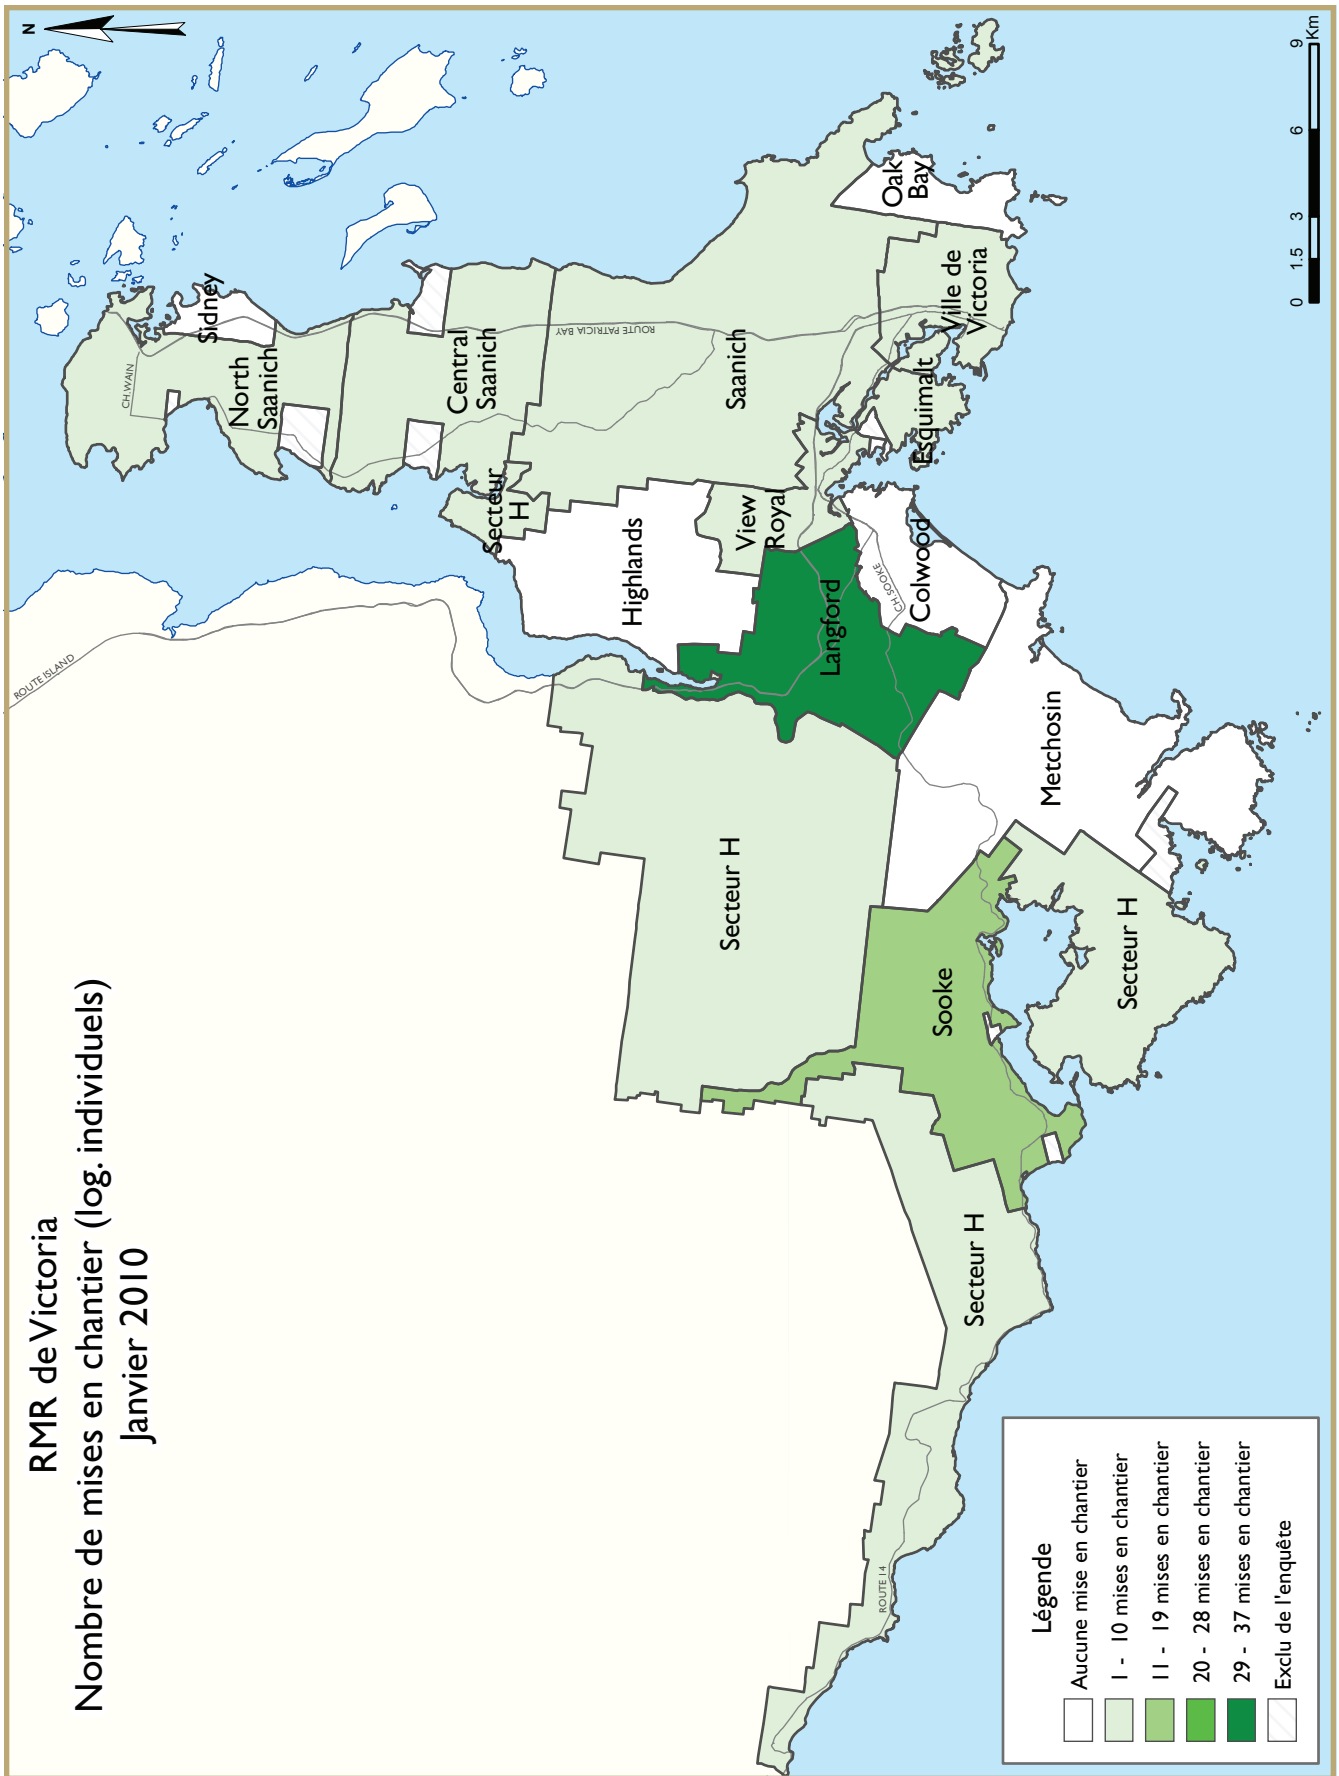 RMR de Victoria
Nombre de mises en chantier (log. individuels)
Janvier 2010
N
ROUTE ISLAND
CH. WAIN
Sidney
North
Saanich
Central
Saanich
ROUTE PATRICIA BAY
Saanich
Secteur
H
Highlands
View
Royal
Oak
Bay
Ville de
Victoria
Esquimalt
Langford
Colwood
CH. SOOKE
Metchosin
Secteur H
Sooke
Secteur H
Secteur H
ROUTE 14
Légende
Aucune mise en chantier
1 - 10 mises en chantier
11 - 19 mises en chantier
20 - 28 mises en chantier
29 - 37 mises en chantier
Exclu de l'enquête
0 1.5 3 6 9
Km